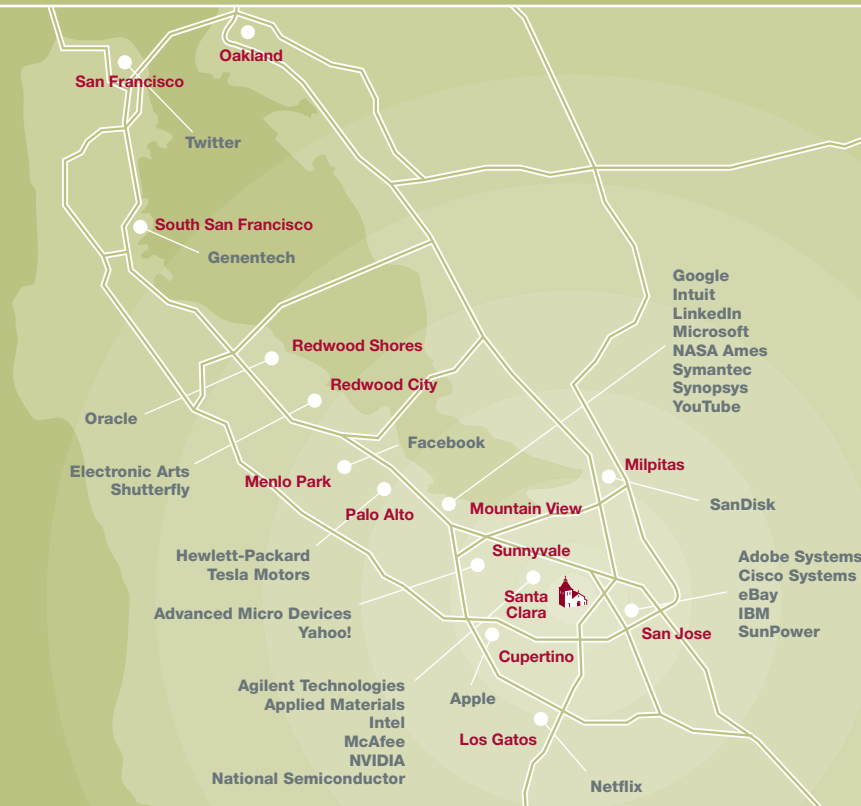 Oakland
San Francisco
Twitter
South San Francisco
Genentech
Google
Intuit
LinkedIn
Microsoft
NASA Ames
Symantec
Synopsys
YouTube
Redwood Shores
Redwood City
Oracle
Facebook
Electronic Arts
Shutterfly
Menlo Park
Milpitas
Palo Alto
Mountain View
SanDisk
Hewlett-Packard
Tesla Motors
Sunnyvale
Adobe Systems
Cisco Systems
eBay
IBM
SunPower
Santa
Clara
Advanced Micro Devices
Yahoo!
San Jose
Cupertino
Agilent Technologies
Applied Materials
Intel
McAfee
NVIDIA
National Semiconductor
Apple
Los Gatos
Netflix